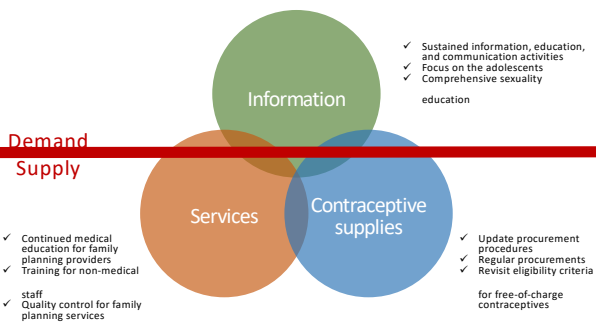 ✓ Sustained information, education,
and communication activities
✓ Focus on the adolescents
✓ Comprehensive sexuality
education
Information
Demand
Supply
Services
Contraceptive
supplies
✓ Continued medical
education for family
planning providers
✓ Training for non-medical
staff
✓ Quality control for family
planning services
✓ Update procurement
procedures
✓ Regular procurements
✓ Revisit eligibility criteria
for free-of-charge
contraceptives